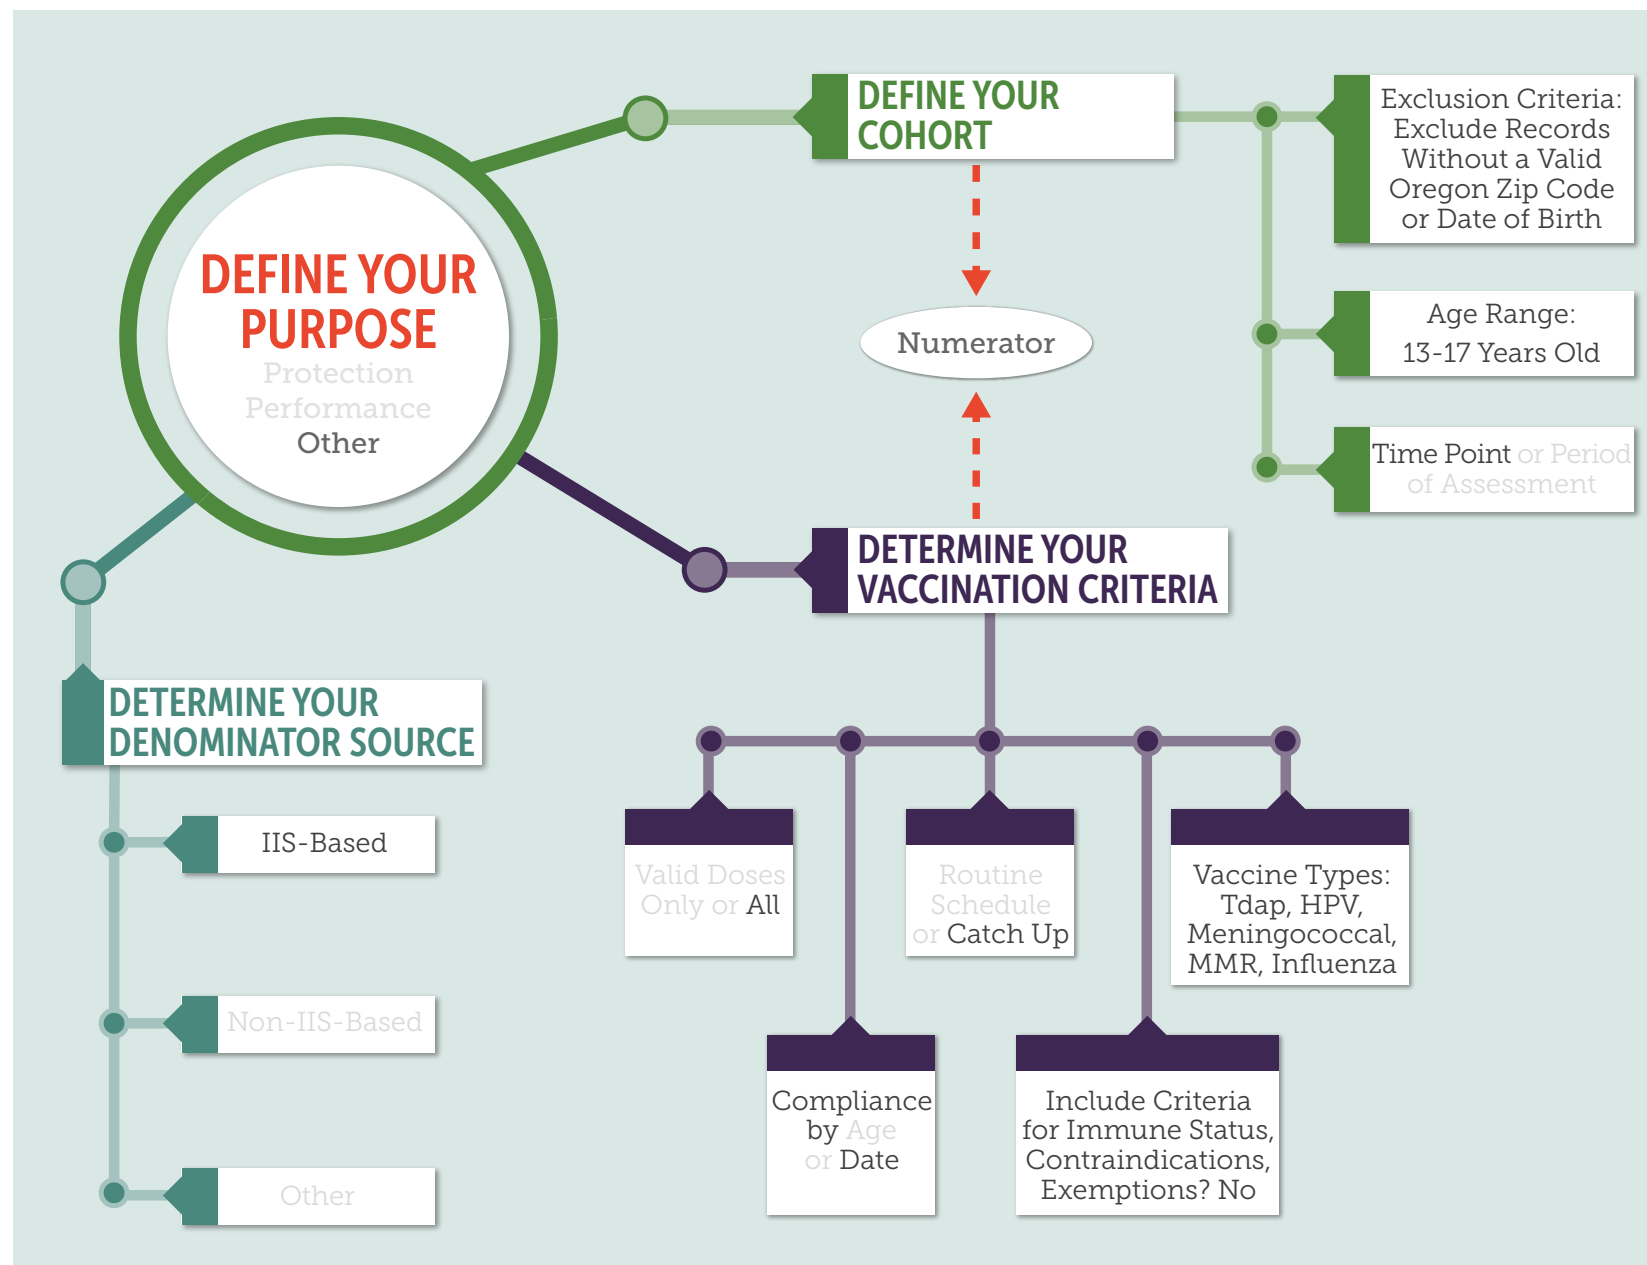 DEFINE YOUR
PURPOSE
Protection
Performance
Other
DEFINE YOUR
COHORT
Exclusion Criteria:
Exclude Records
Without a Valid
Oregon Zip Code
or Date of Birth
Age Range:
13-17 Years Old
Time Point or Period
of Assessment
Numerator
DETERMINE YOUR
VACCINATION CRITERIA
Valid Doses
Only or All
Routine
Schedule
or Catch Up
Vaccine Types:
Tdap, HPV,
Meningococcal,
MMR, Influenza
Compliance
by Age
or Date
Include Criteria
for Immune Status,
Contraindications,
Exemptions? No
DETERMINE YOUR
DENOMINATOR SOURCE
IIS-Based
Non-IIS-Based
Other